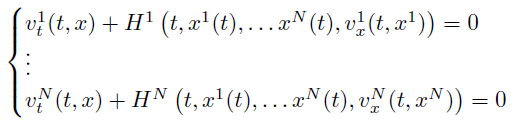 v_t^1(t, x) + H^1 (t, x^1(t), … x^N(t), v_x^1(t, x^1)) = 0
⋮
v_t^N(t, x) + H^N (t, x^1(t), … x^N(t), v_x^N(t, x^N)) = 0